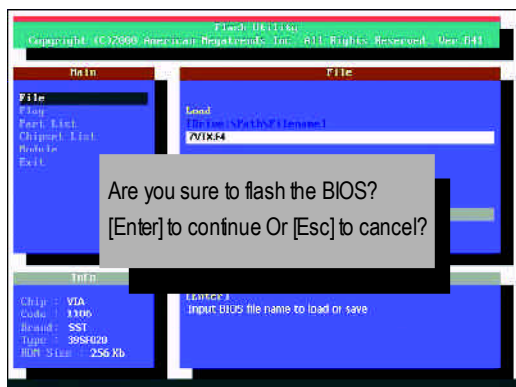 Flash Utility
Copyright (C)2000 American Megatrends Inc. All Rights Reserved. Ver.
Main
File
Flag
Part List
Chipset List
Module
Exit
File
Load
[Drive:\Path\Filename]
7VTX.F4
Are you sure to flash the BIOS?
[Enter] to continue Or [Esc] to cancel?
Info
Chip : VIA
Code : 1106
Brand: SST
Type : 39SF020
ROM Size : 256 Kb
[Enter]
Input BIOS file name to load or save